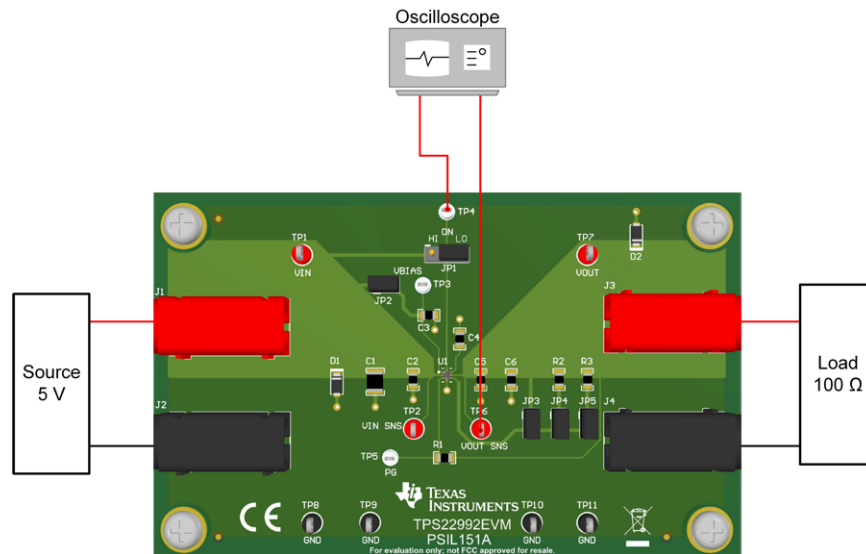 Oscilloscope
TP4
ON
HI LO
JP1
TP1
VIN
TP7
VOUT
D2
VBIAS
TP3
JP2
C3
C4
J1
J3
Source
5 V
Load
100 Ω
D1
C1
C2
U1
C5
C6
R2
R3
JP3
JP4
JP5
J2
J4
TP2
VIN SNS
TP6
VOUT SNS
R1
TP5
PG
TEXAS
INSTRUMENTS
TPS22992EVM
PSIL151A
For evaluation only; not FCC approved for resale.
CE
TP8
GND
TP9
GND
TP10
GND
TP11
GND